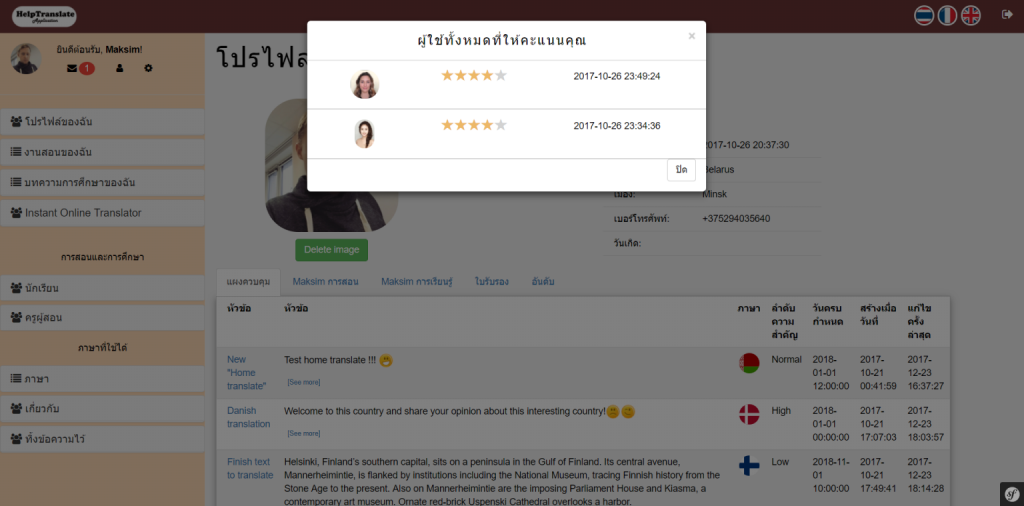 HelpTranslate
Application
ยินดีต้อนรับ, Maksim!
1
โปรไฟล์ของฉัน
งานสอนของฉัน
บทความการศึกษาของฉัน
Instant Online Translator
การสอนและการศึกษา
นักเรียน
ครูผู้สอน
ภาษาที่ใช้ได้
ภาษา
เกี่ยวกับ
ทิ้งข้อความไว้
โปรไฟล
ผู้ใช้ทั้งหมดที่ให้คะแนนคุณ
×
2017-10-26 23:49:24
2017-10-26 23:34:36
ปิด
2017-10-26 20:37:30
Belarus
เมือง:
Minsk
เบอร์โทรศัพท์:
+375294035640
วันเกิด:
Delete image
แผงควบคุม
Maksim การสอน
Maksim การเรียนรู้
ใบรับรอง
อันดับ
หัวข้อ
หัวข้อ
ภาษา
ลำดับ
ความ
สำคัญ
วันครบ
กำหนด
สร้างเมื่อ
วันที่
แก้ไข
ครั้ง
ล่าสุด
New
"Home
translate"
Test home translate !!!
[See more]
Normal
2018-
01-01
12:00:00
2017-
10-21
00:41:59
2017-
12-23
16:37:27
Danish
translation
Welcome to this country and share your opinion about this interesting country!
[See more]
High
2018-
01-01
00:00:00
2017-
10-21
17:07:03
2017-
12-23
18:03:57
Finish text
to translate
Helsinki, Finland's southern capital, sits on a peninsula in the Gulf of Finland. Its central avenue,
Mannerheimintie, is flanked by institutions including the National Museum, tracing Finnish history from the
Stone Age to the present. Also on Mannerheimintie are the imposing Parliament House and Kiasma, a
contemporary art museum. Ornate red-brick Uspenski Cathedral overlooks a harbor.
Low
2018-11-
01
10:00:00
2017-
10-21
17:49:41
2017-
12-23
18:14:28
sf